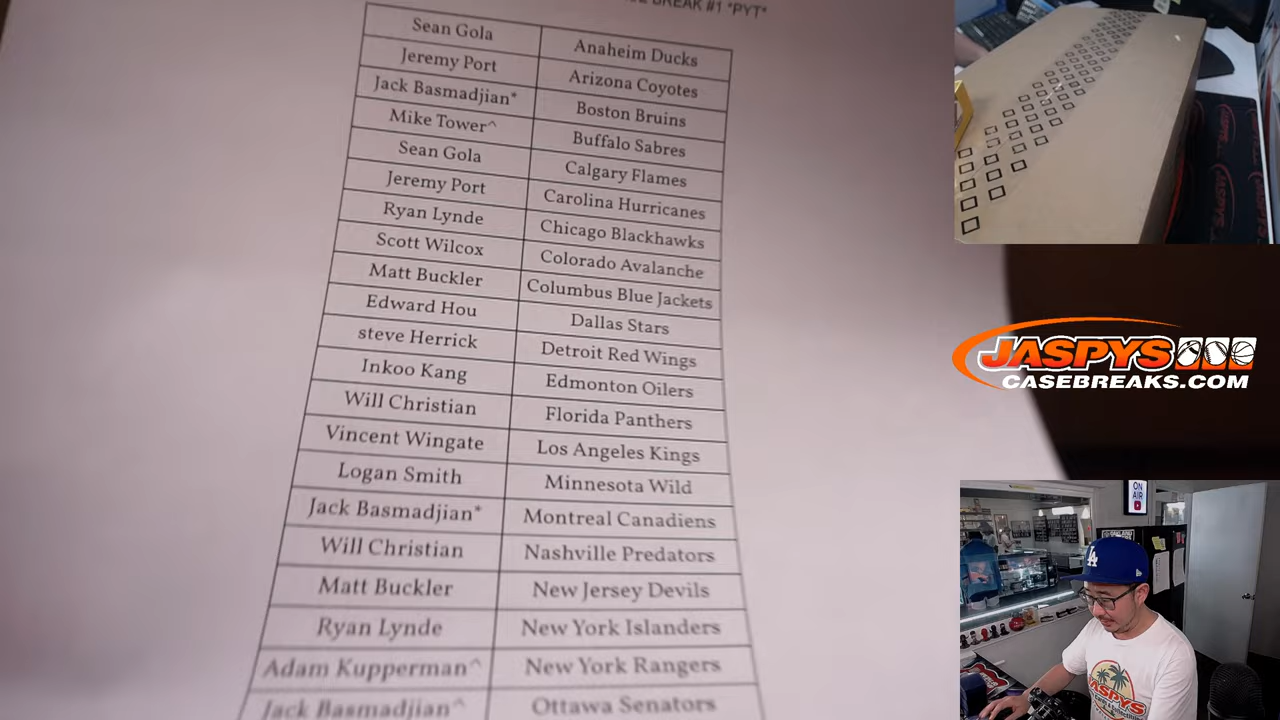 BREAK #1 *PYT*
Sean Gola Anaheim Ducks
Jeremy Port Arizona Coyotes
Jack Basmadjian* Boston Bruins
Mike Tower^ Buffalo Sabres
Sean Gola Calgary Flames
Jeremy Port Carolina Hurricanes
Ryan Lynde Chicago Blackhawks
Scott Wilcox Colorado Avalanche
Matt Buckler Columbus Blue Jackets
Edward Hou Dallas Stars
steve Herrick Detroit Red Wings
Inkoo Kang Edmonton Oilers
Will Christian Florida Panthers
Vincent Wingate Los Angeles Kings
Logan Smith Minnesota Wild
Jack Basmadjian* Montreal Canadiens
Will Christian Nashville Predators
Matt Buckler New Jersey Devils
Ryan Lynde New York Islanders
Adam Kupperman^ New York Rangers
Jack Basmadjian^ Ottawa Senators
JASPYS
CASEBREAKS.COM
ON
AIR
LA
JASPYS